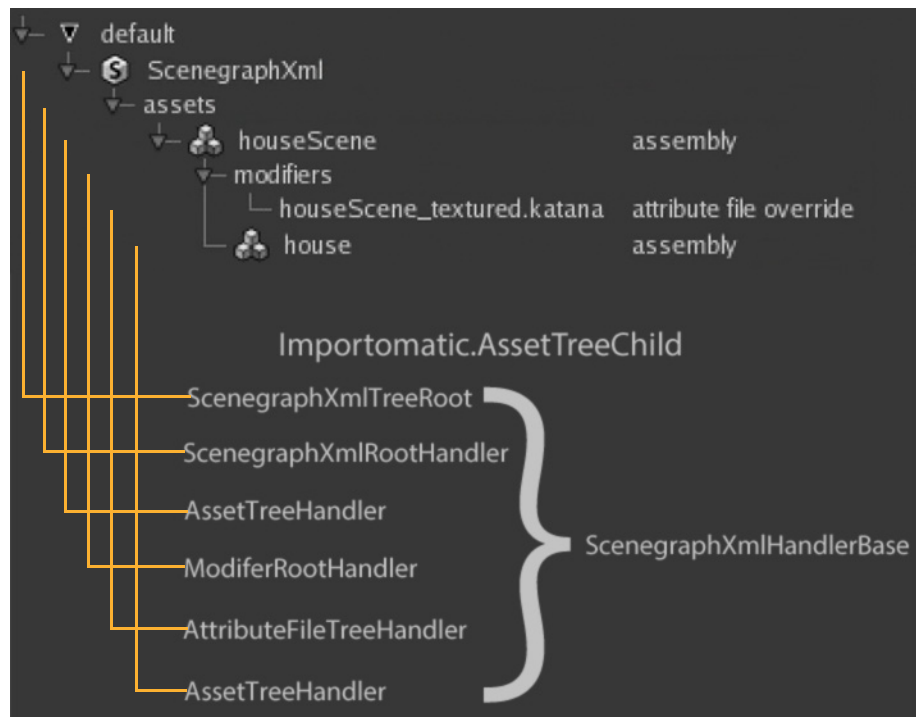 default
ScenegraphXml
assets
houseScene assembly
modifiers
houseScene_textured.katana attribute file override
house assembly
Importomatic.AssetTreeChild
ScenegraphXmlTreeRoot
ScenegraphXmlRootHandler
AssetTreeHandler
ScenegraphXmlHandlerBase
ModiferRootHandler
AttributeFileTreeHandler
AssetTreeHandler